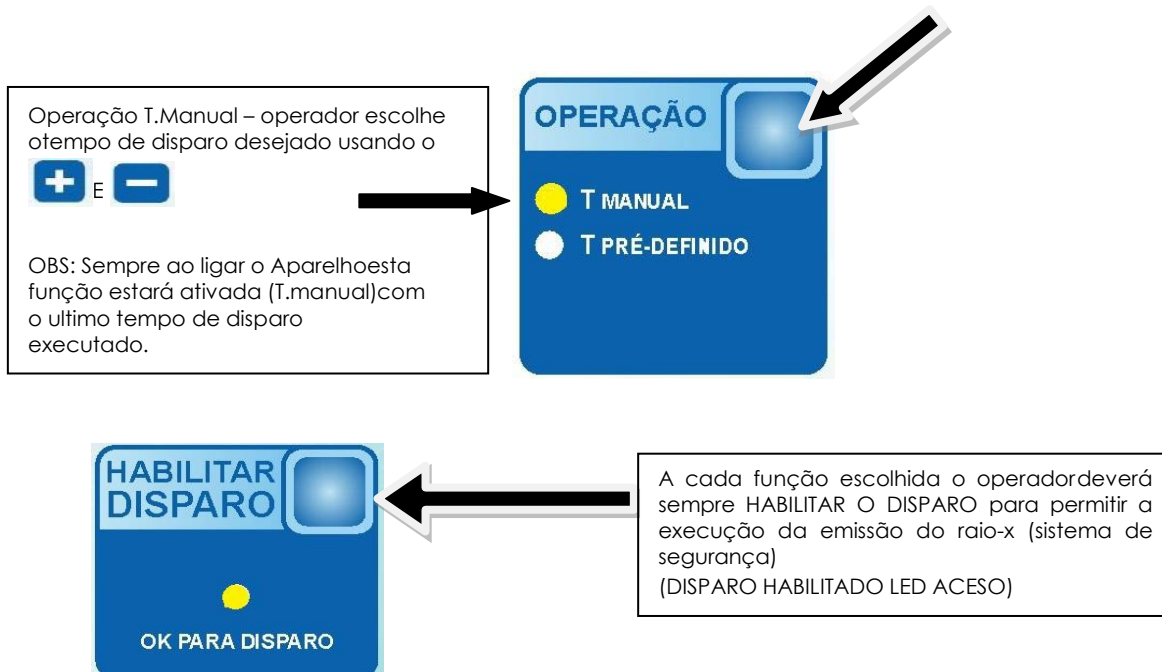 Operação T.Manual – operador escolhe
otempo de disparo desejado usando o
+ E −
OBS: Sempre ao ligar o Aparelhoesta
função estará ativada (T.manual)com
o ultimo tempo de disparo
executado.
OPERAÇÃO
T MANUAL
T PRÉ-DEFINIDO
HABILITAR
DISPARO
OK PARA DISPARO
A cada função escolhida o operadordeverá
sempre HABILITAR O DISPARO para permitir a
execução da emissão do raio-x (sistema de
segurança)
(DISPARO HABILITADO LED ACESO)